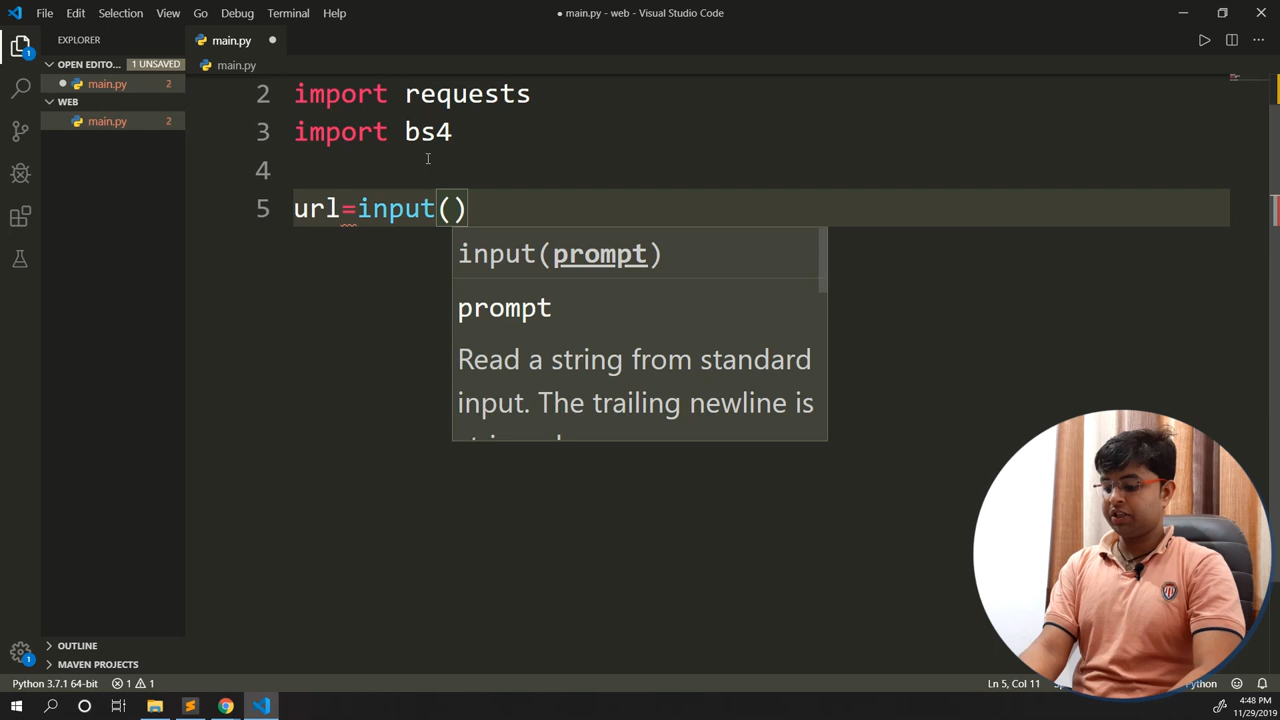 File Edit Selection View Go Debug Terminal Help
● main.py - web - Visual Studio Code
EXPLORER
main.py
OPEN EDITO... 1 UNSAVED
main.py 2
WEB
main.py 2
main.py
2 import requests
3 import bs4
4
5 url=input()
input(prompt)
prompt
Read a string from standard
input. The trailing newline is
1
OUTLINE
MAVEN PROJECTS
1
Python 3.7.1 64-bit 1 1
Ln 5, Col 11
Python
4:48 PM
11/29/2019